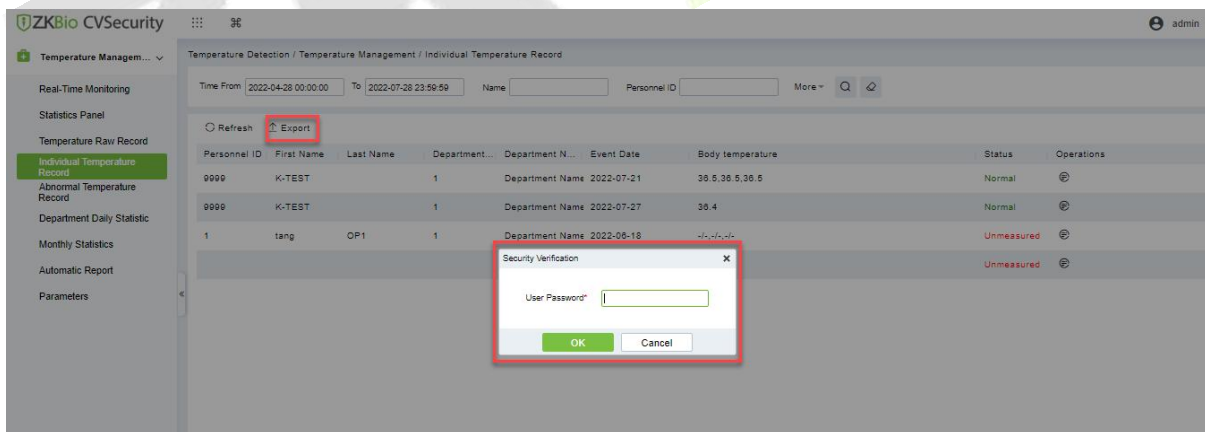 ZKBio CVSecurity
admin
Temperature Managem...
Temperature Detection / Temperature Management / Individual Temperature Record
Real-Time Monitoring
Statistics Panel
Temperature Raw Record
Individual Temperature
Record
Abnormal Temperature
Record
Department Daily Statistic
Monthly Statistics
Automatic Report
Parameters
Time From 2022-04-28 00:00:00 To 2022-07-28 23:59:59 Name Personnel ID More
Refresh Export
Personnel ID First Name Last Name Department... Department N... Event Date Body temperature Status Operations
9999 K-TEST 1 Department Name 2022-07-21 36.5,36.5,36.5 Normal
9999 K-TEST 1 Department Name 2022-07-27 36.4 Normal
1 tang OP1 1 Department Name 2022-06-18 -/-,-/-,-/- Unmeasured
Unmeasured
Security Verification
User Password*
OK Cancel